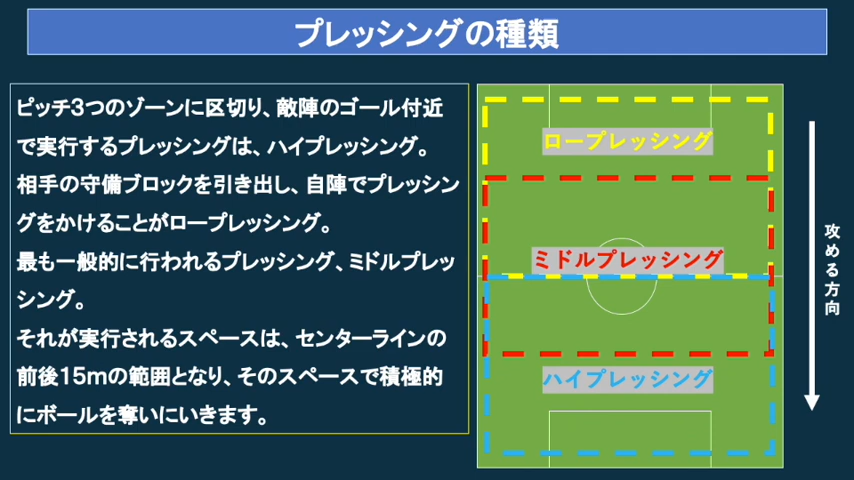 プレッシングの種類
ピッチ3つのゾーンに区切り、敵陣のゴール付近
で実行するプレッシングは、ハイプレッシング。
相手の守備ブロックを引き出し、自陣でプレッシン
グをかけることがロープレッシング。
最も一般的に行われるプレッシング、ミドルプレッ
シング。
それが実行されるスペースは、センターラインの
前後15mの範囲となり、そのスペースで積極的
にボールを奪いにいきます。
ロープレッシング
ミドルプレッシング
ハイプレッシング
攻める方向